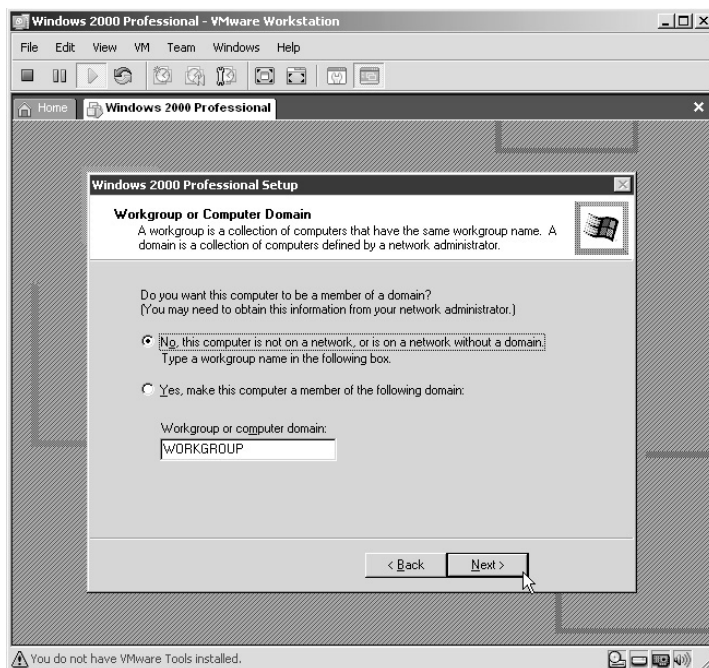 Windows 2000 Professional - VMware Workstation
File Edit View VM Team Windows Help
Home Windows 2000 Professional
Windows 2000 Professional Setup
Workgroup or Computer Domain
A workgroup is a collection of computers that have the same workgroup name. A
domain is a collection of computers defined by a network administrator.
Do you want this computer to be a member of a domain?
(You may need to obtain this information from your network administrator.)
No, this computer is not on a network, or is on a network without a domain.
Type a workgroup name in the following box.
Yes, make this computer a member of the following domain:
Workgroup or computer domain:
WORKGROUP
< Back Next >
You do not have VMware Tools installed.